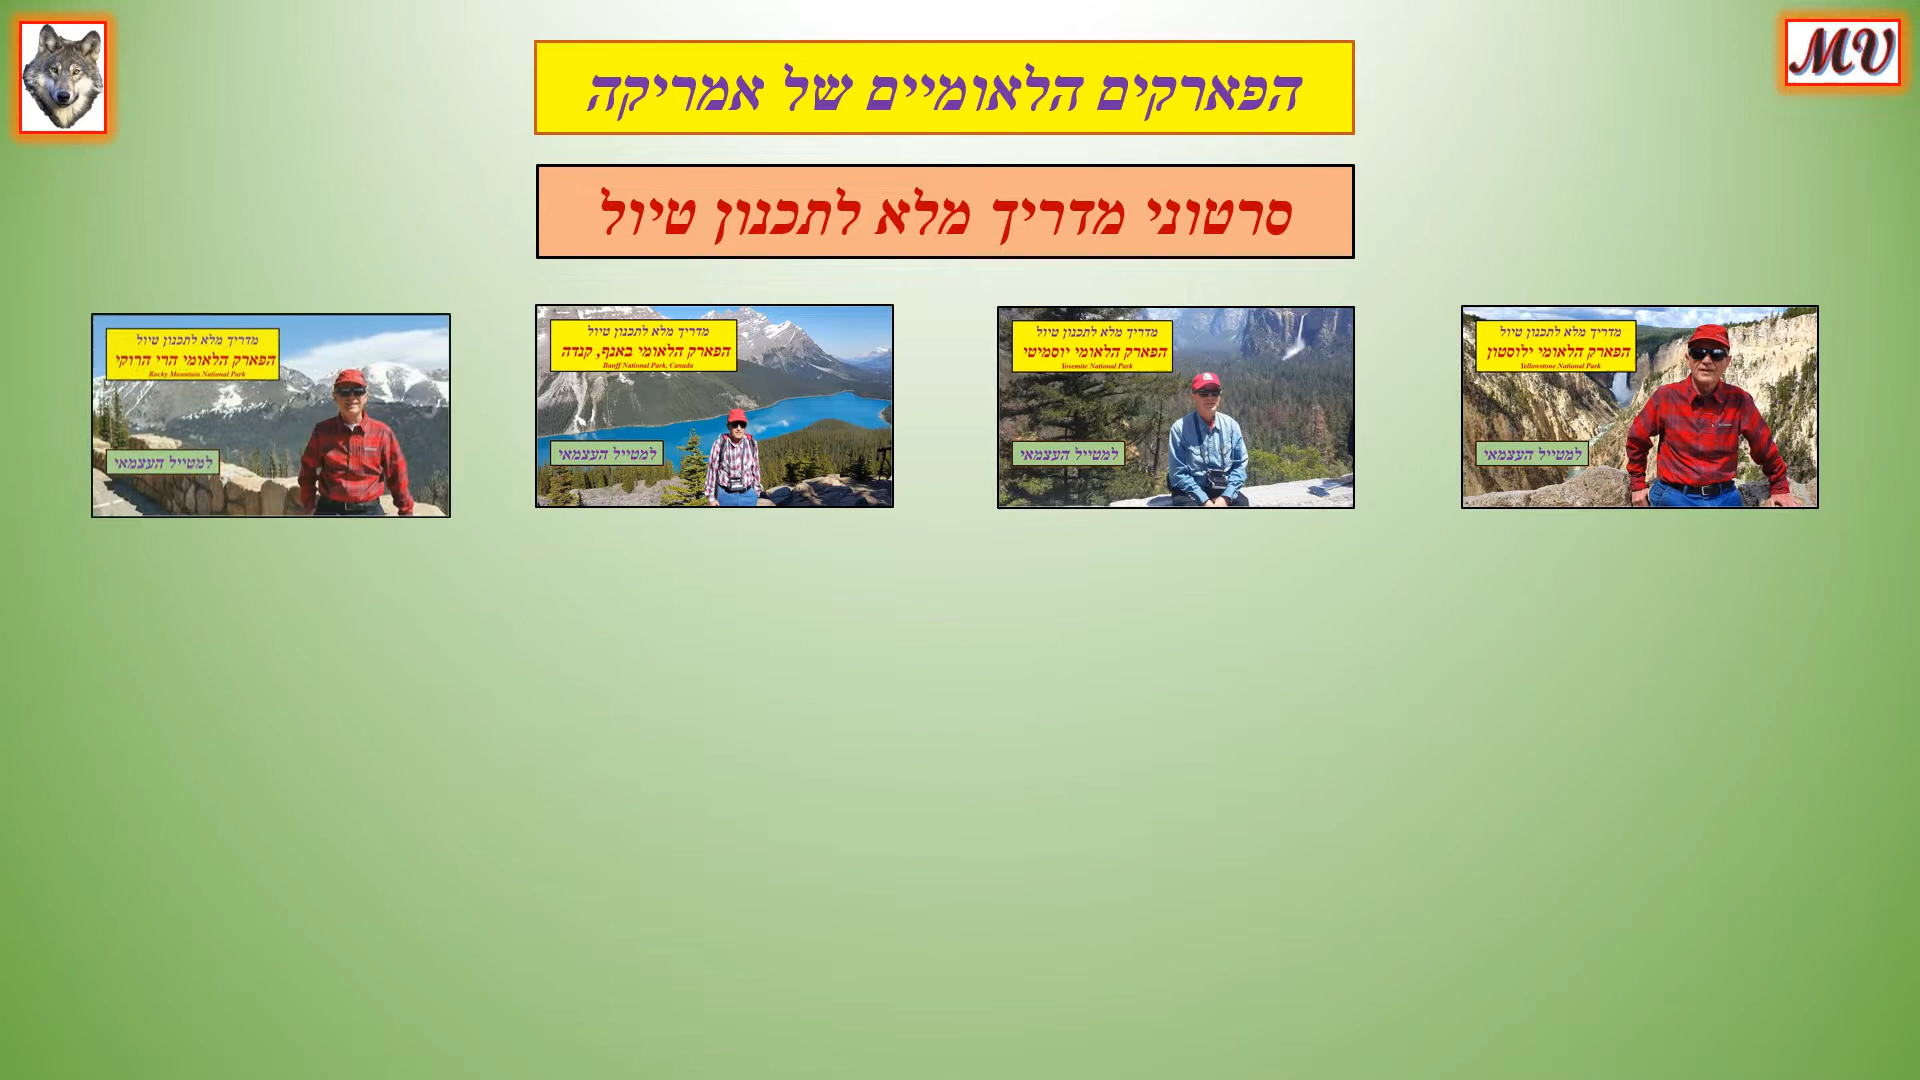 MV
הפארקים הלאומיים של אמריקה
סרטוני מדריך מלא לתכנון טיול
מדריך מלא לתכנון טיול
הפארק הלאומי ילוסטון
Yellowstone National Park
למטייל העצמאי
מדריך מלא לתכנון טיול
הפארק הלאומי יוסמיטי
Yosemite National Park
למטייל העצמאי
מדריך מלא לתכנון טיול
הפארק הלאומי באנף, קנדה
Banff National Park, Canada
למטייל העצמאי
מדריך מלא לתכנון טיול
הפארק הלאומי הרי הרוקי
Rocky Mountain National Park
למטייל העצמאי